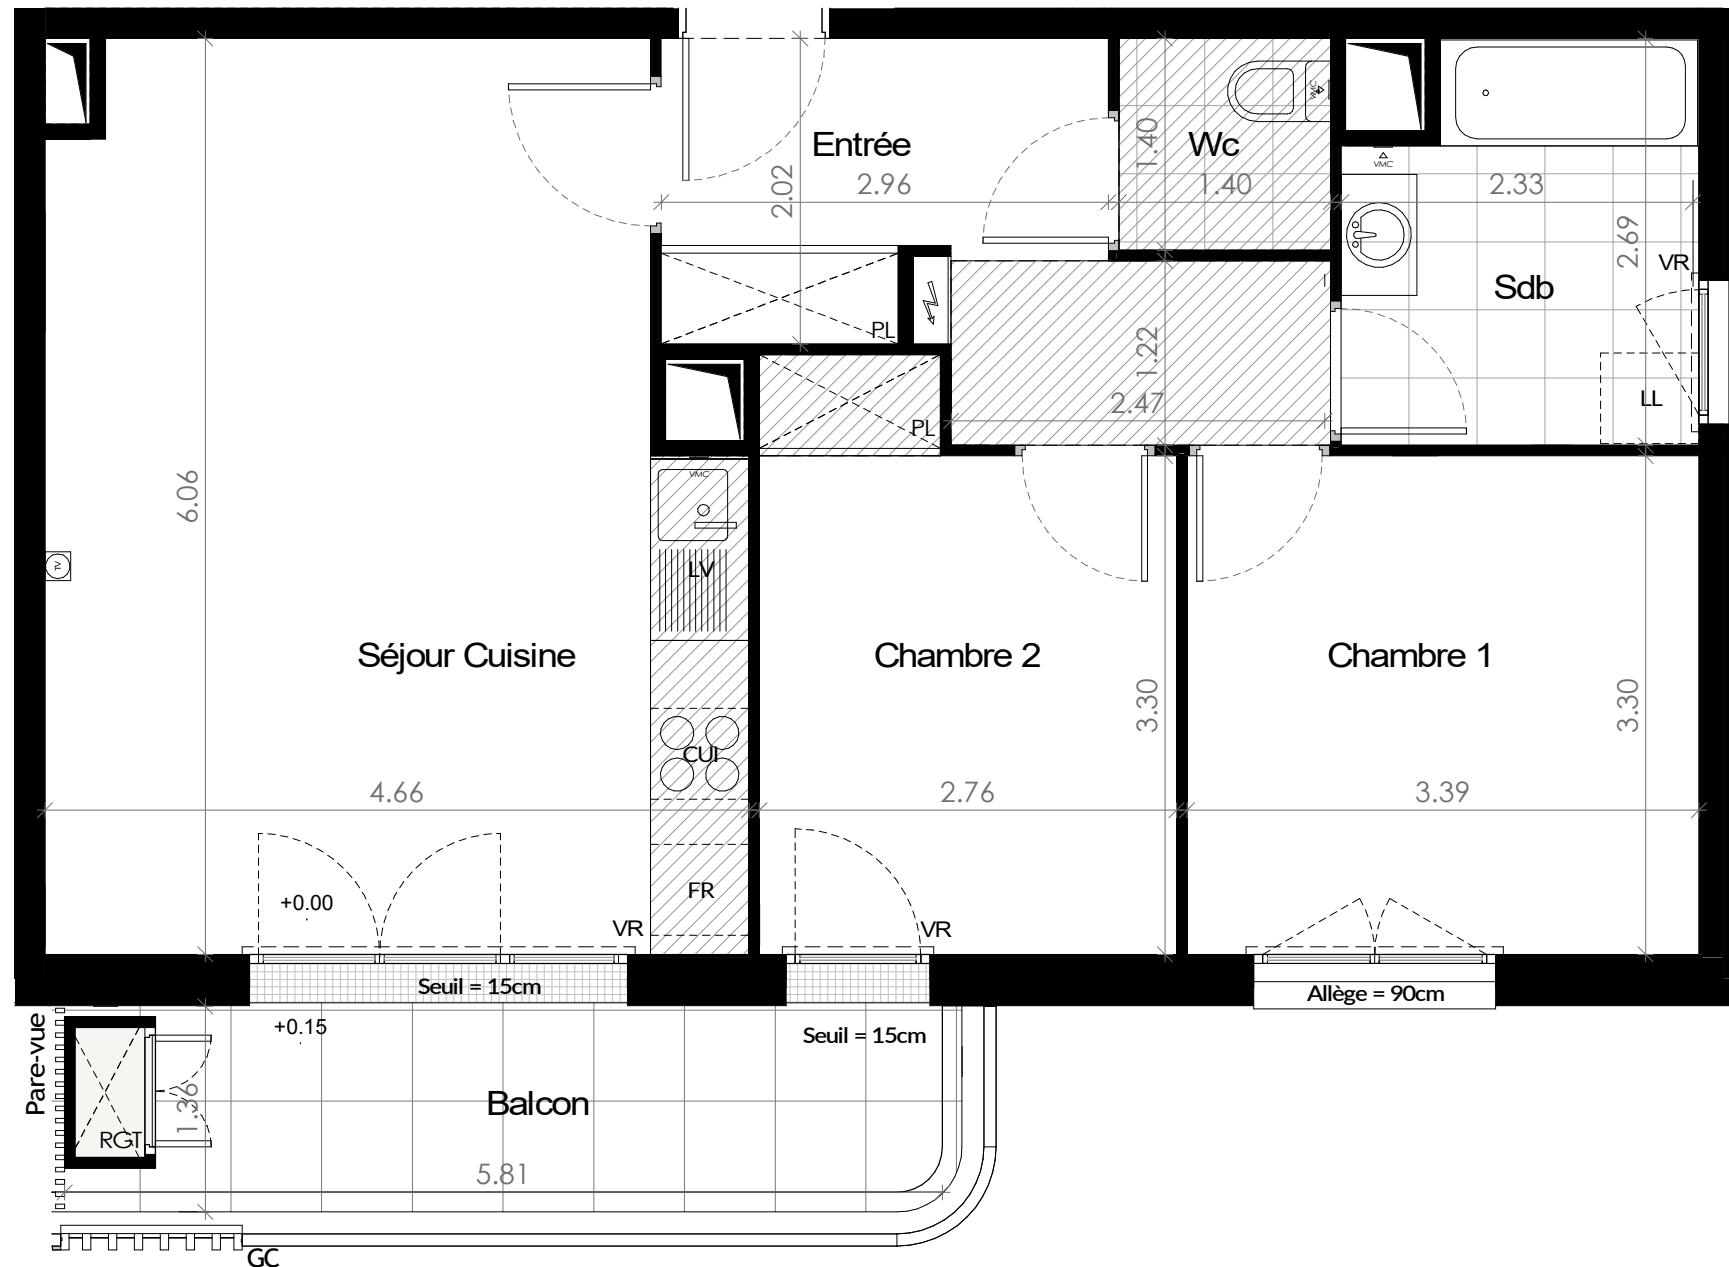 Entrée
2.96
2.02
Wc
1.40
1.40
VMC
VMC
2.33
2.69
VR
Sdb
LL
PL
PL
1.22
2.47
6.06
TV
VMC
LV
Séjour Cuisine
Chambre 2
Chambre 1
3.30
3.30
CUI
4.66
2.76
3.39
FR
+0.00
VR
VR
Seuil = 15cm
Allège = 90cm
+0.15
Seuil = 15cm
Pare-vue
1.36
Balcon
RGT
5.81
GC